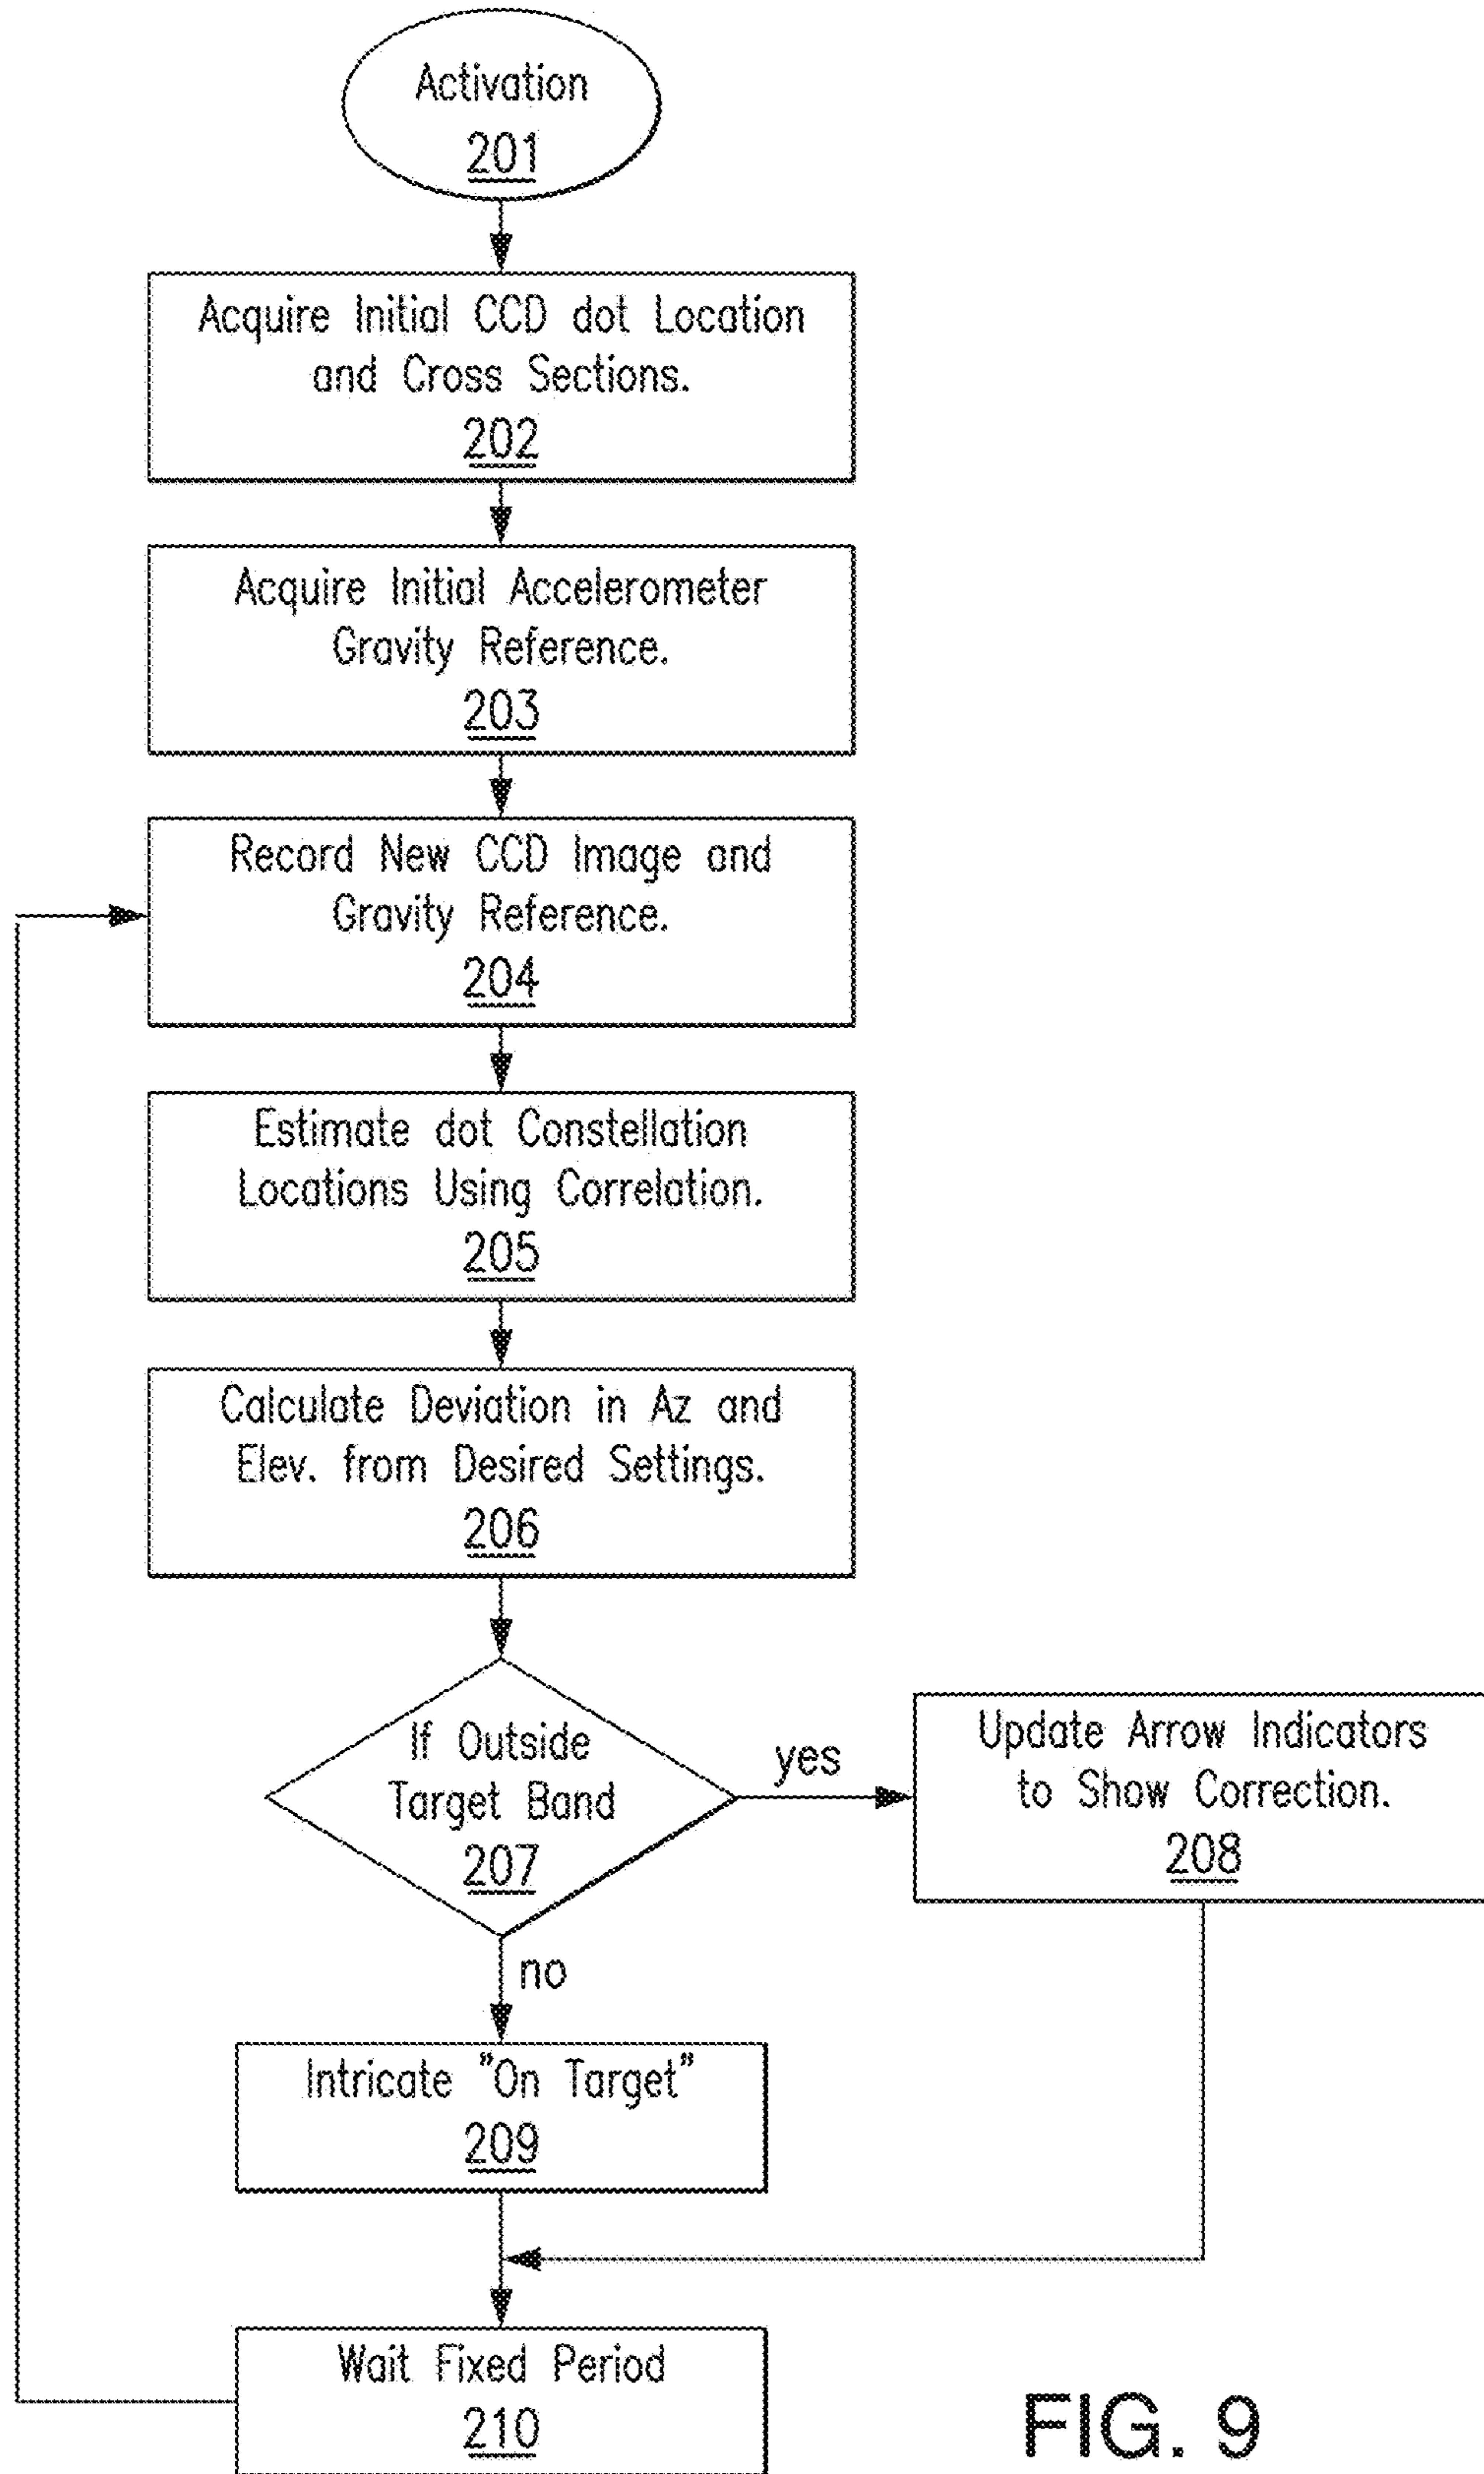 Activation
201
Acquire Initial CCD dot Location
and Cross Sections.
202
Acquire Initial Accelerometer
Gravity Reference.
203
Record New CCD Image and
Gravity Reference.
204
Estimate dot Constellation
Locations Using Correlation.
205
Calculate Deviation in Az and
Elev. from Desired Settings.
206
If Outside
Target Band
207
yes
Update Arrow Indicators
to Show Correction.
208
no
Intricate "On Target"
209
Wait Fixed Period
210
FIG. 9